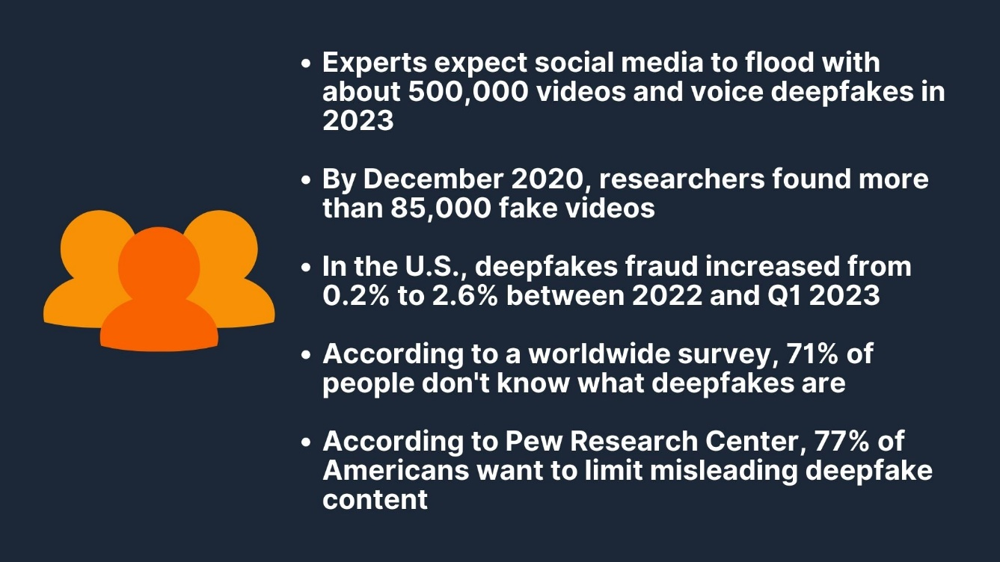 • Experts expect social media to flood with
about 500,000 videos and voice deepfakes in
2023
• By December 2020, researchers found more
than 85,000 fake videos
• In the U.S., deepfakes fraud increased from
0.2% to 2.6% between 2022 and Q1 2023
• According to a worldwide survey, 71% of
people don't know what deepfakes are
• According to Pew Research Center, 77% of
Americans want to limit misleading deepfake
content